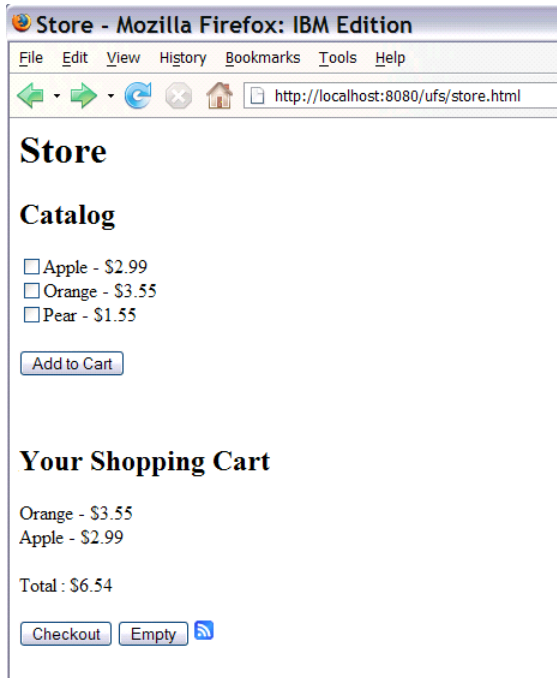 Store - Mozilla Firefox: IBM Edition
File Edit View History Bookmarks Tools Help
http://localhost:8080/ufs/store.html
Store
Catalog
Apple - $2.99
Orange - $3.55
Pear - $1.55
Add to Cart
Your Shopping Cart
Orange - $3.55
Apple - $2.99
Total : $6.54
Checkout Empty